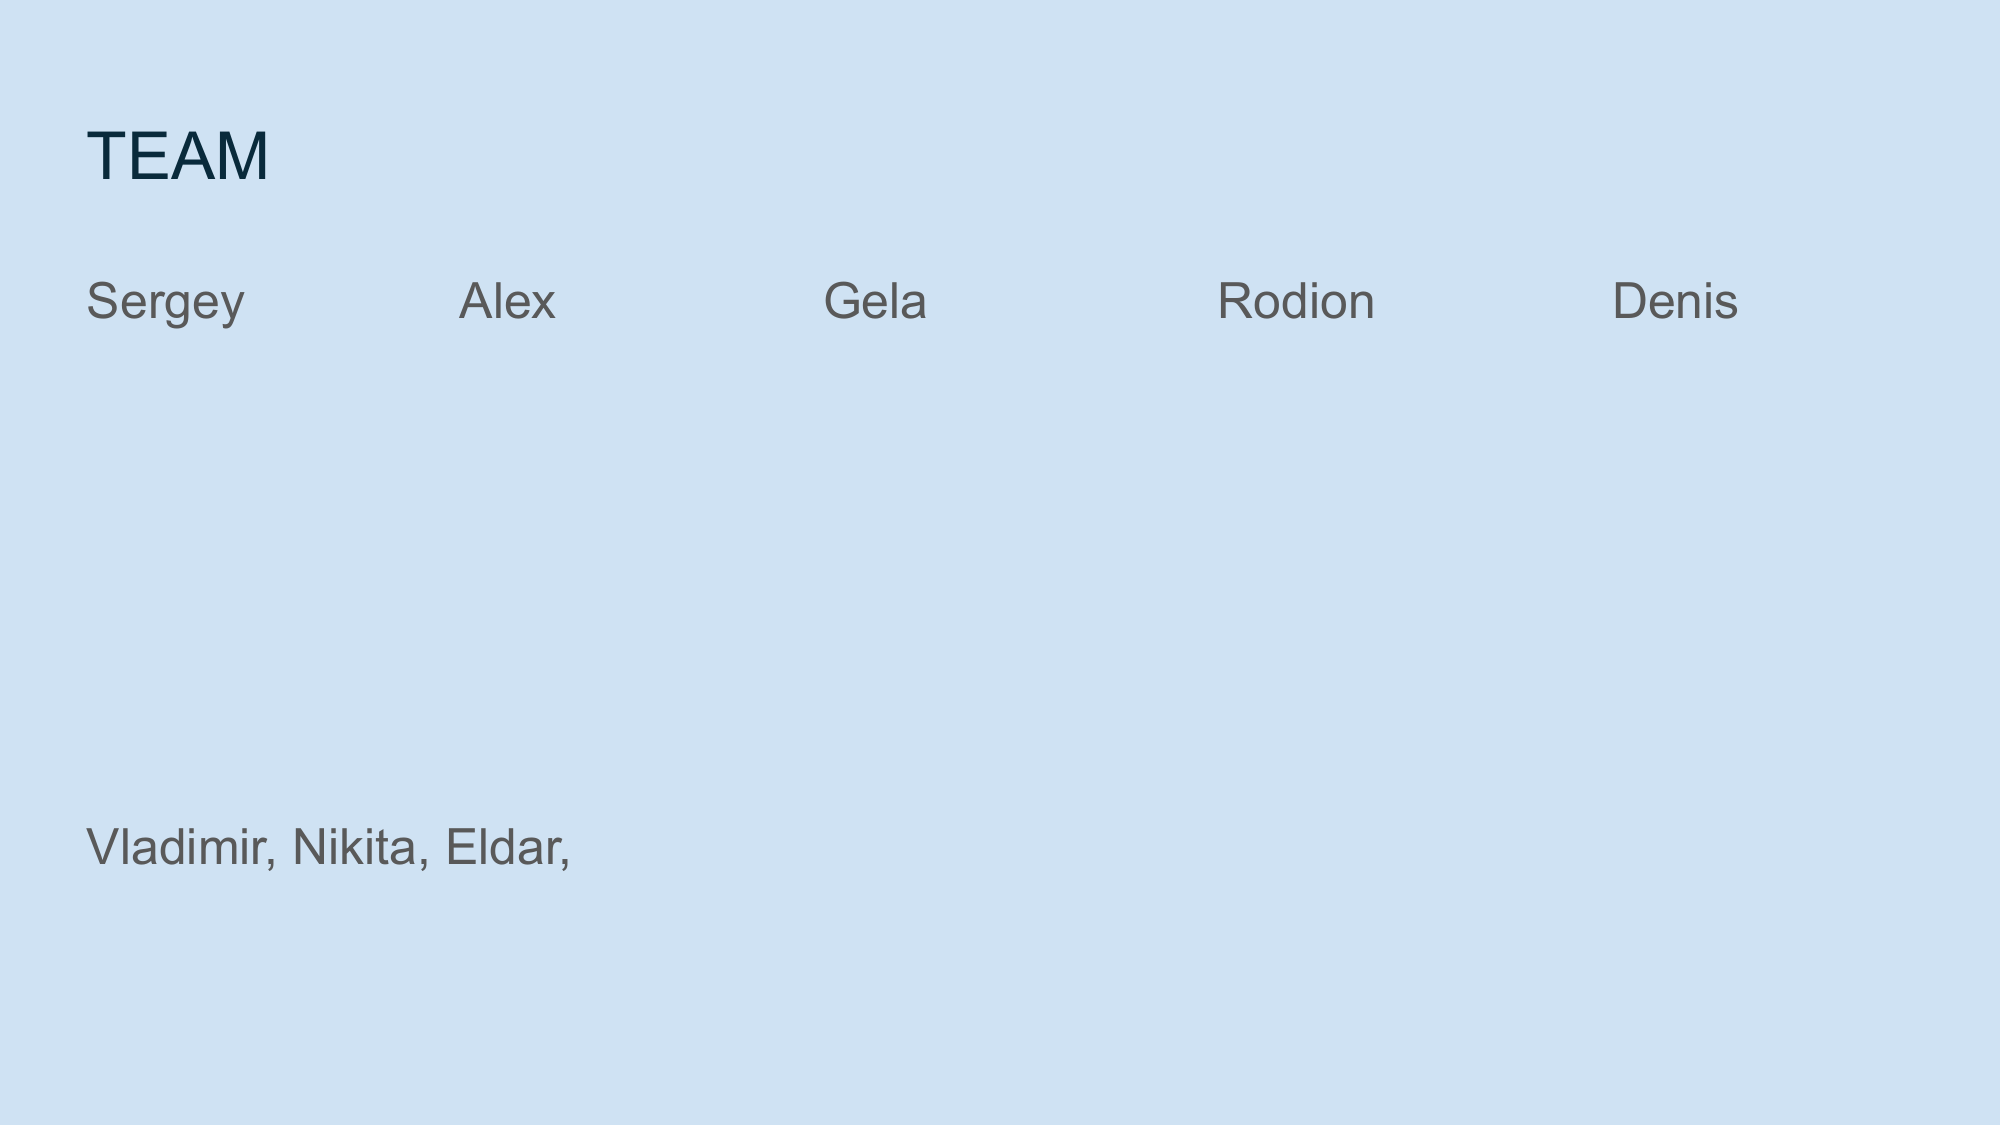 TEAM
Sergey Alex Gela Rodion Denis
Vladimir, Nikita, Eldar,